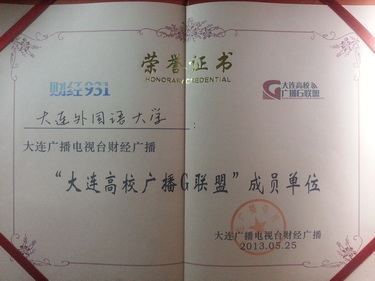 荣誉证书
HONORARY CREDENTIAL
财经931
大连高校&
广播G联盟
大连外国语大学：
大连广播电视台财经广播
“大连高校广播G联盟”成员单位
大连广播电视台财经广播
2013.05.25